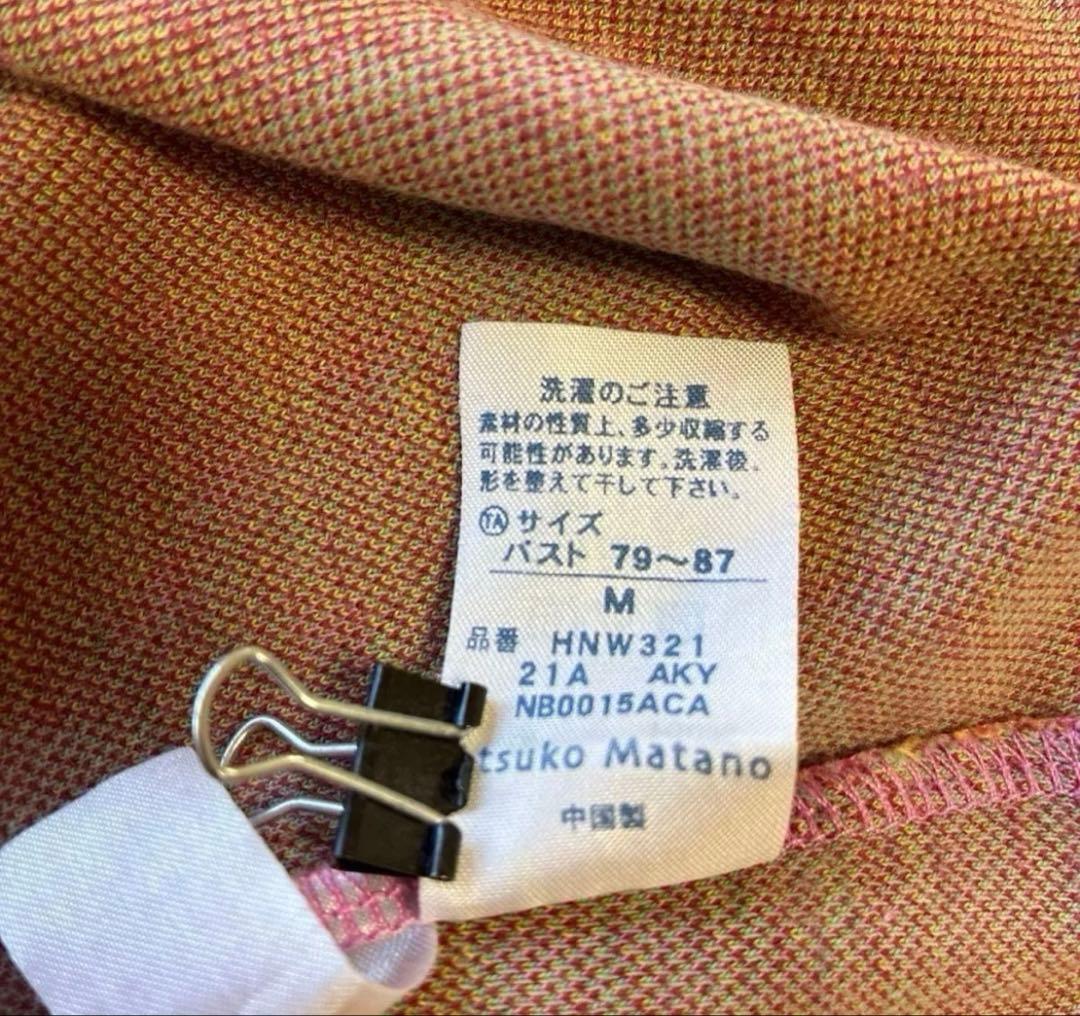 洗濯のご注意
素材の性質上、多少収縮する
可能性があります。洗濯後、
形を整えて干して下さい。
TA サイズ
バスト 79〜87
M
品番 HNW321
21A AKY
NB0015ACA
tsuko Matano
中国製